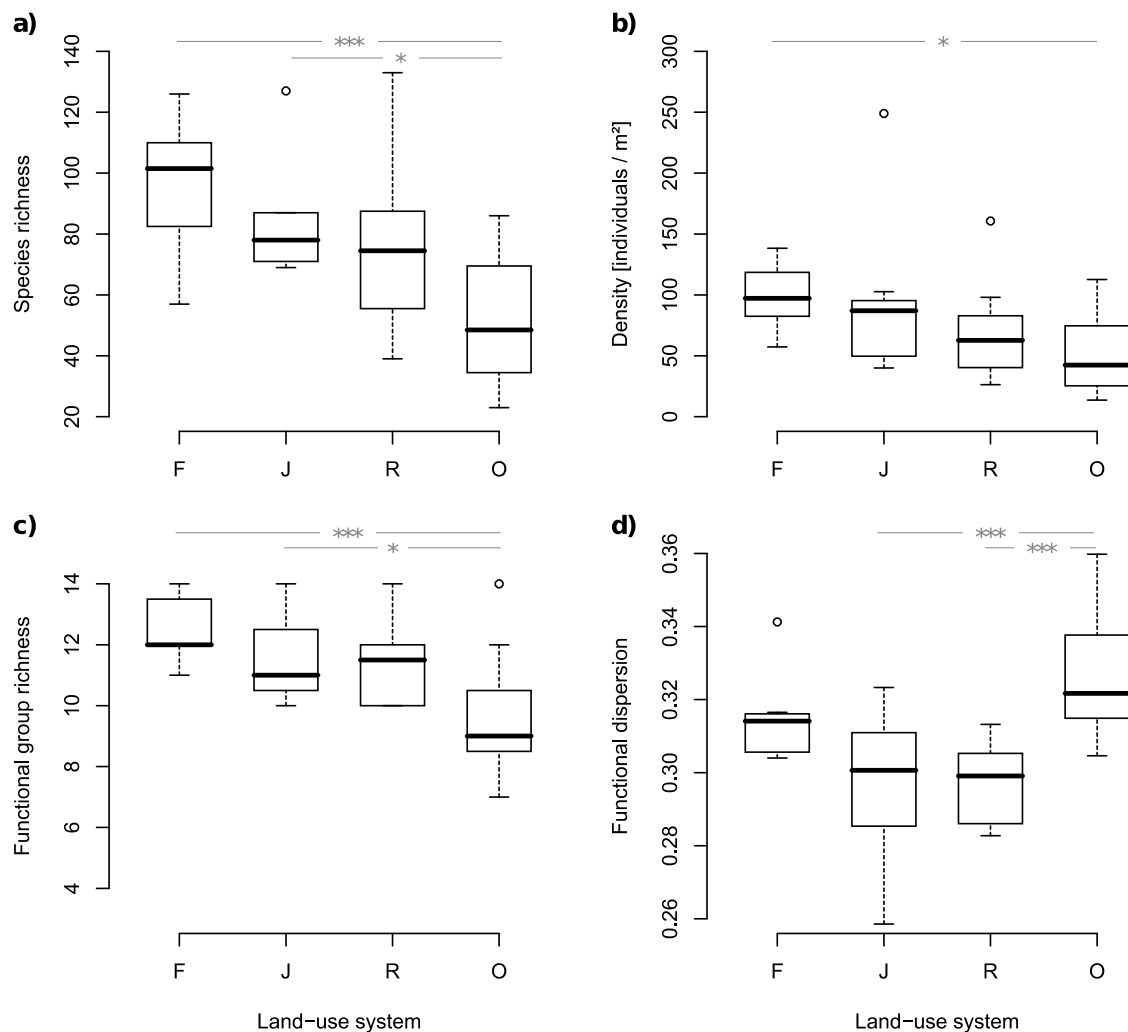 a)
***
*
Species richness
140
120
100
80
60
40
20
F J R O
b)
*
Density [individuals / m²]
300
250
200
150
100
50
0
F J R O
c)
***
*
Functional group richness
14
12
10
8
6
4
F J R O
Land-use system
d)
***
***
Functional dispersion
0.36
0.34
0.32
0.30
0.28
0.26
F J R O
Land-use system